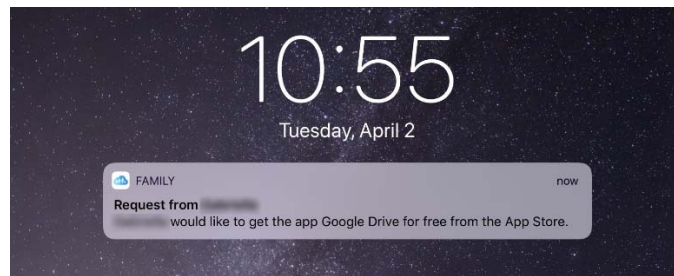 10:55
Tuesday, April 2
FAMILY now
Request from
would like to get the app Google Drive for free from the App Store.